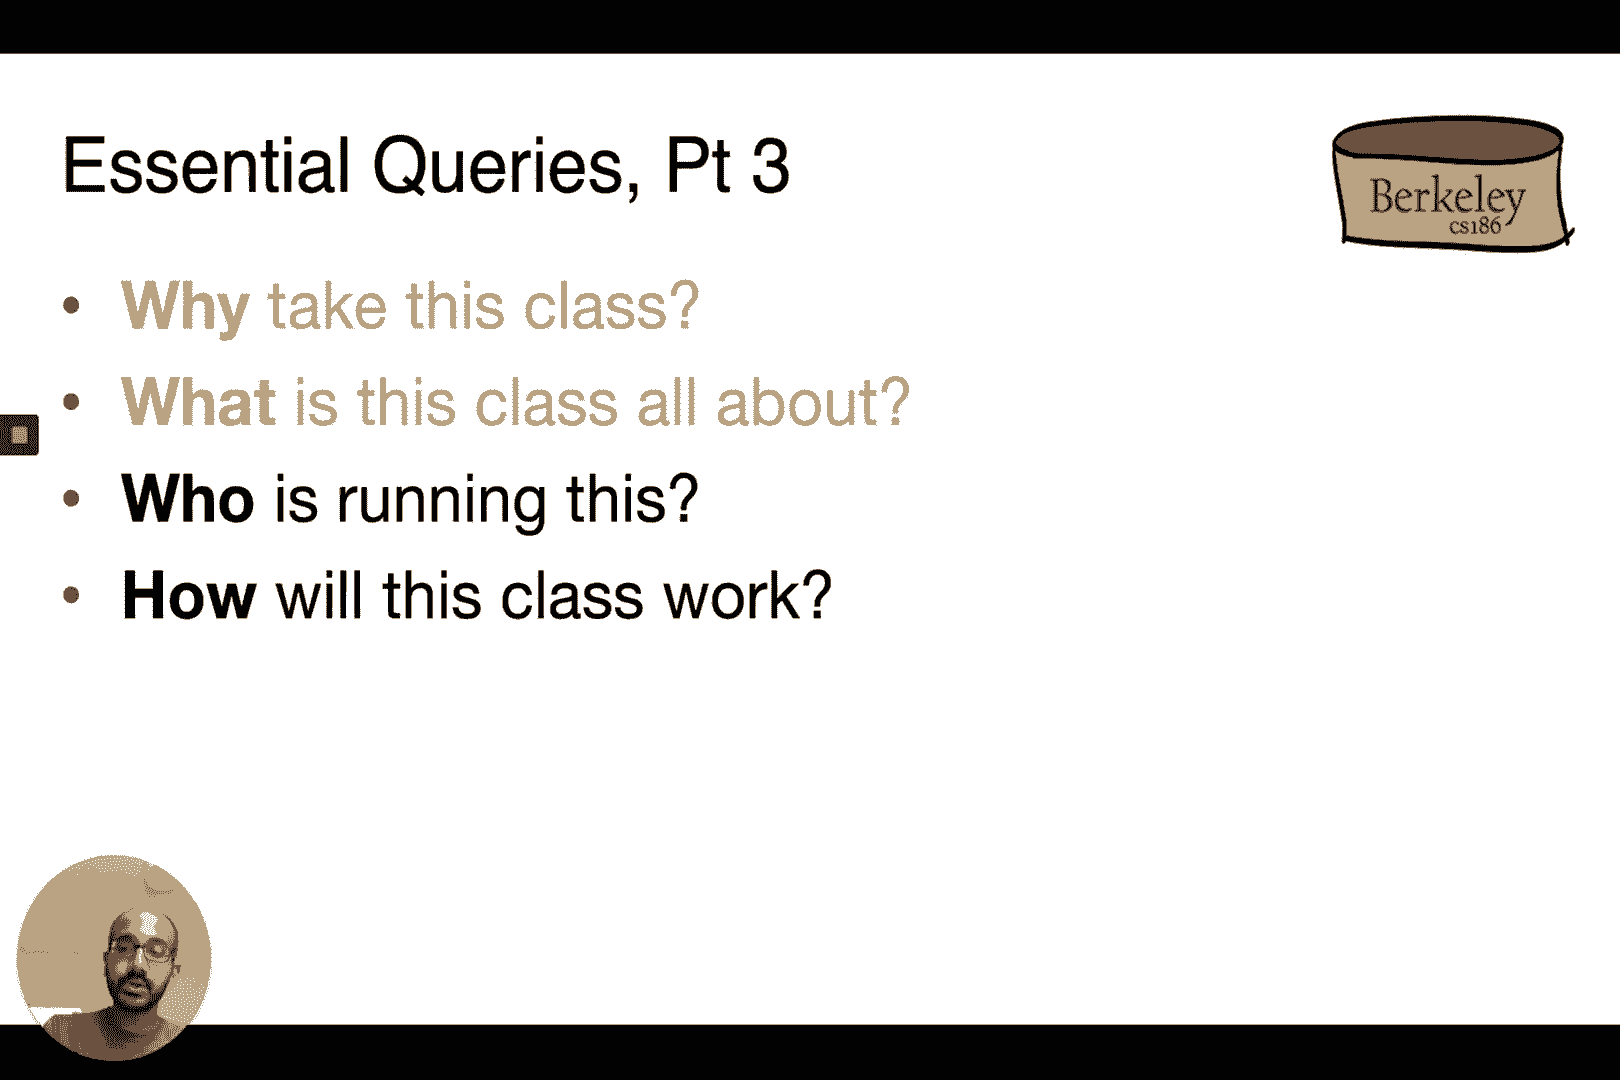 Essential Queries, Pt 3
Berkeley
cs186
• Why take this class?
• What is this class all about?
• Who is running this?
• How will this class work?